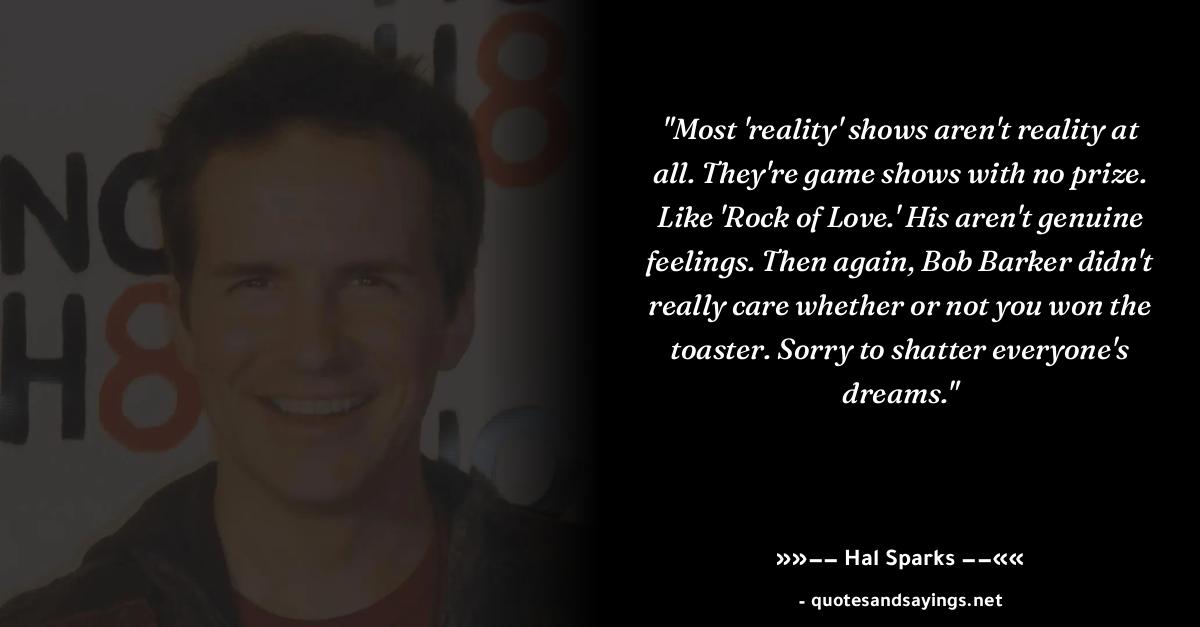 NO
H8
H8
"Most 'reality' shows aren't reality at
all. They're game shows with no prize.
Like 'Rock of Love.' His aren't genuine
feelings. Then again, Bob Barker didn't
really care whether or not you won the
toaster. Sorry to shatter everyone's
dreams."
»»–– Hal Sparks ––««
- quotesandsayings.net